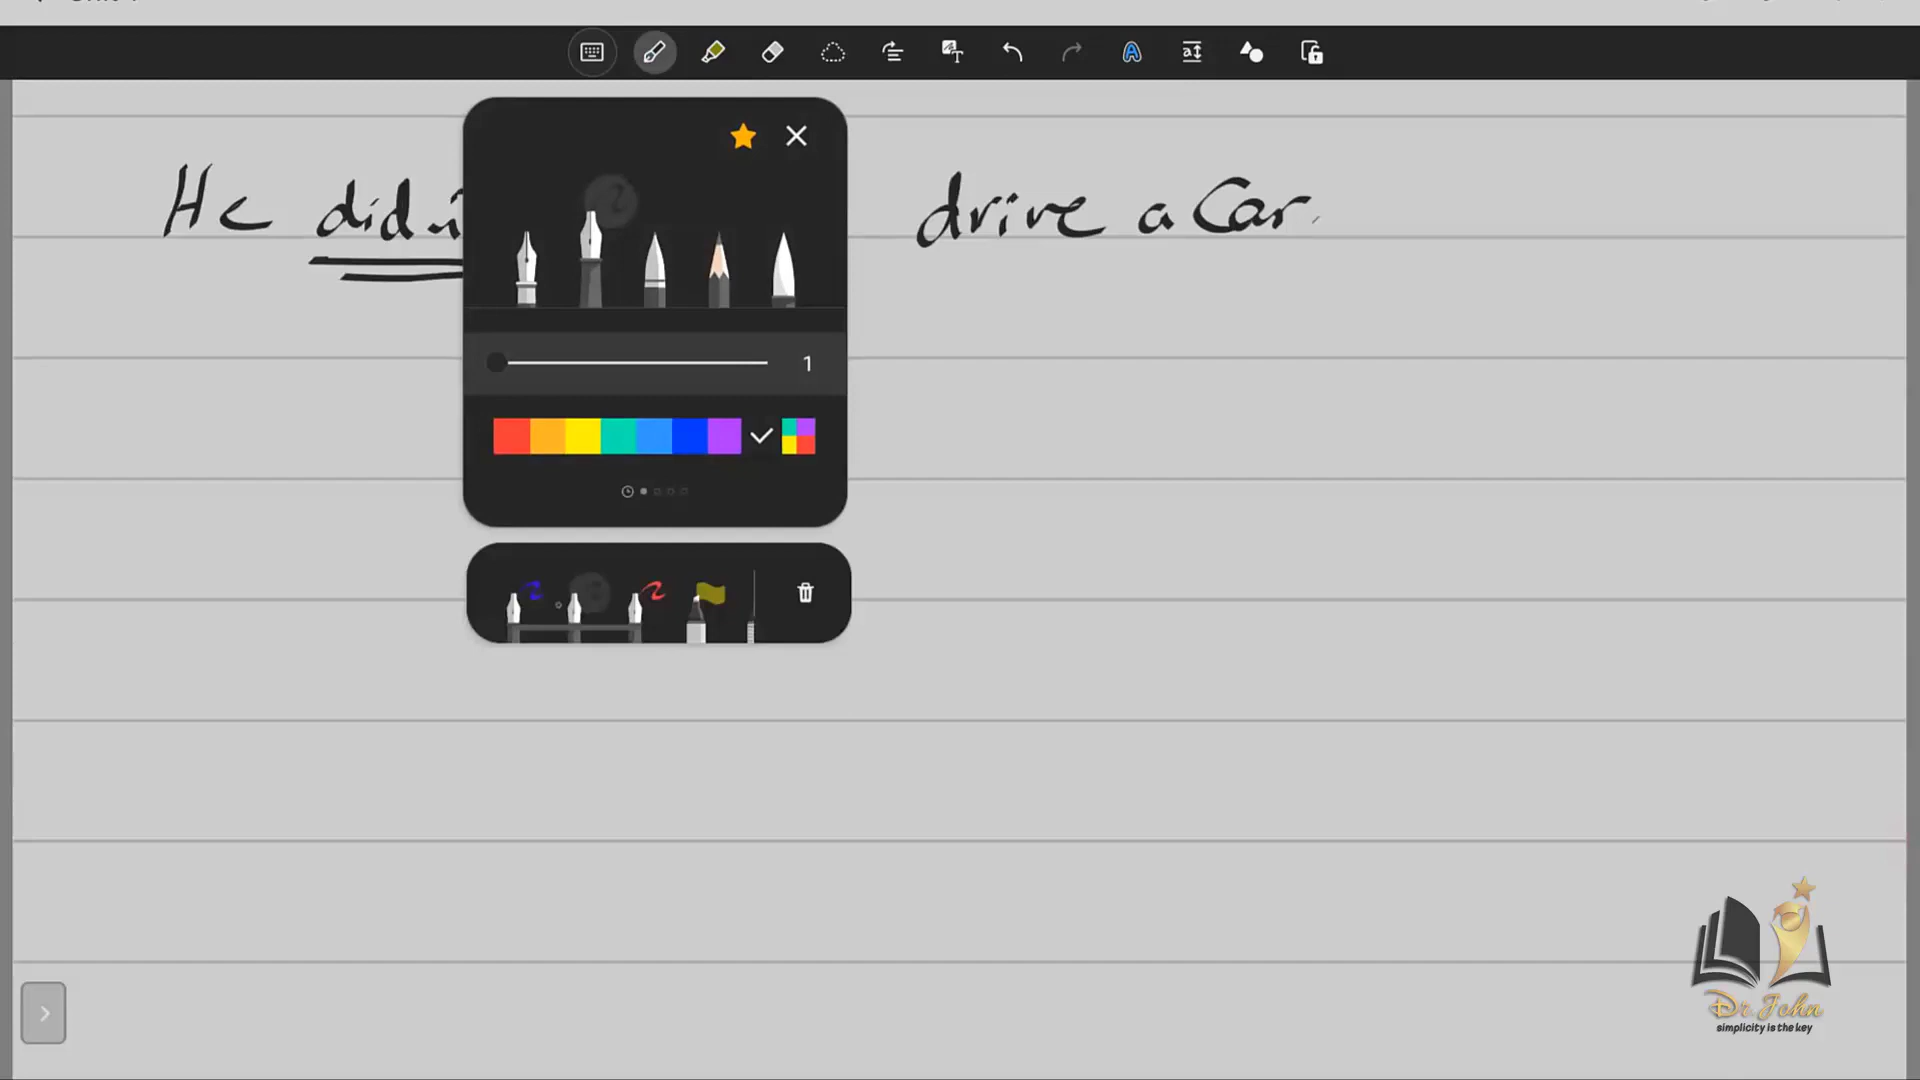 He did
drive a Car.
1
Dr. John
simplicity is the key